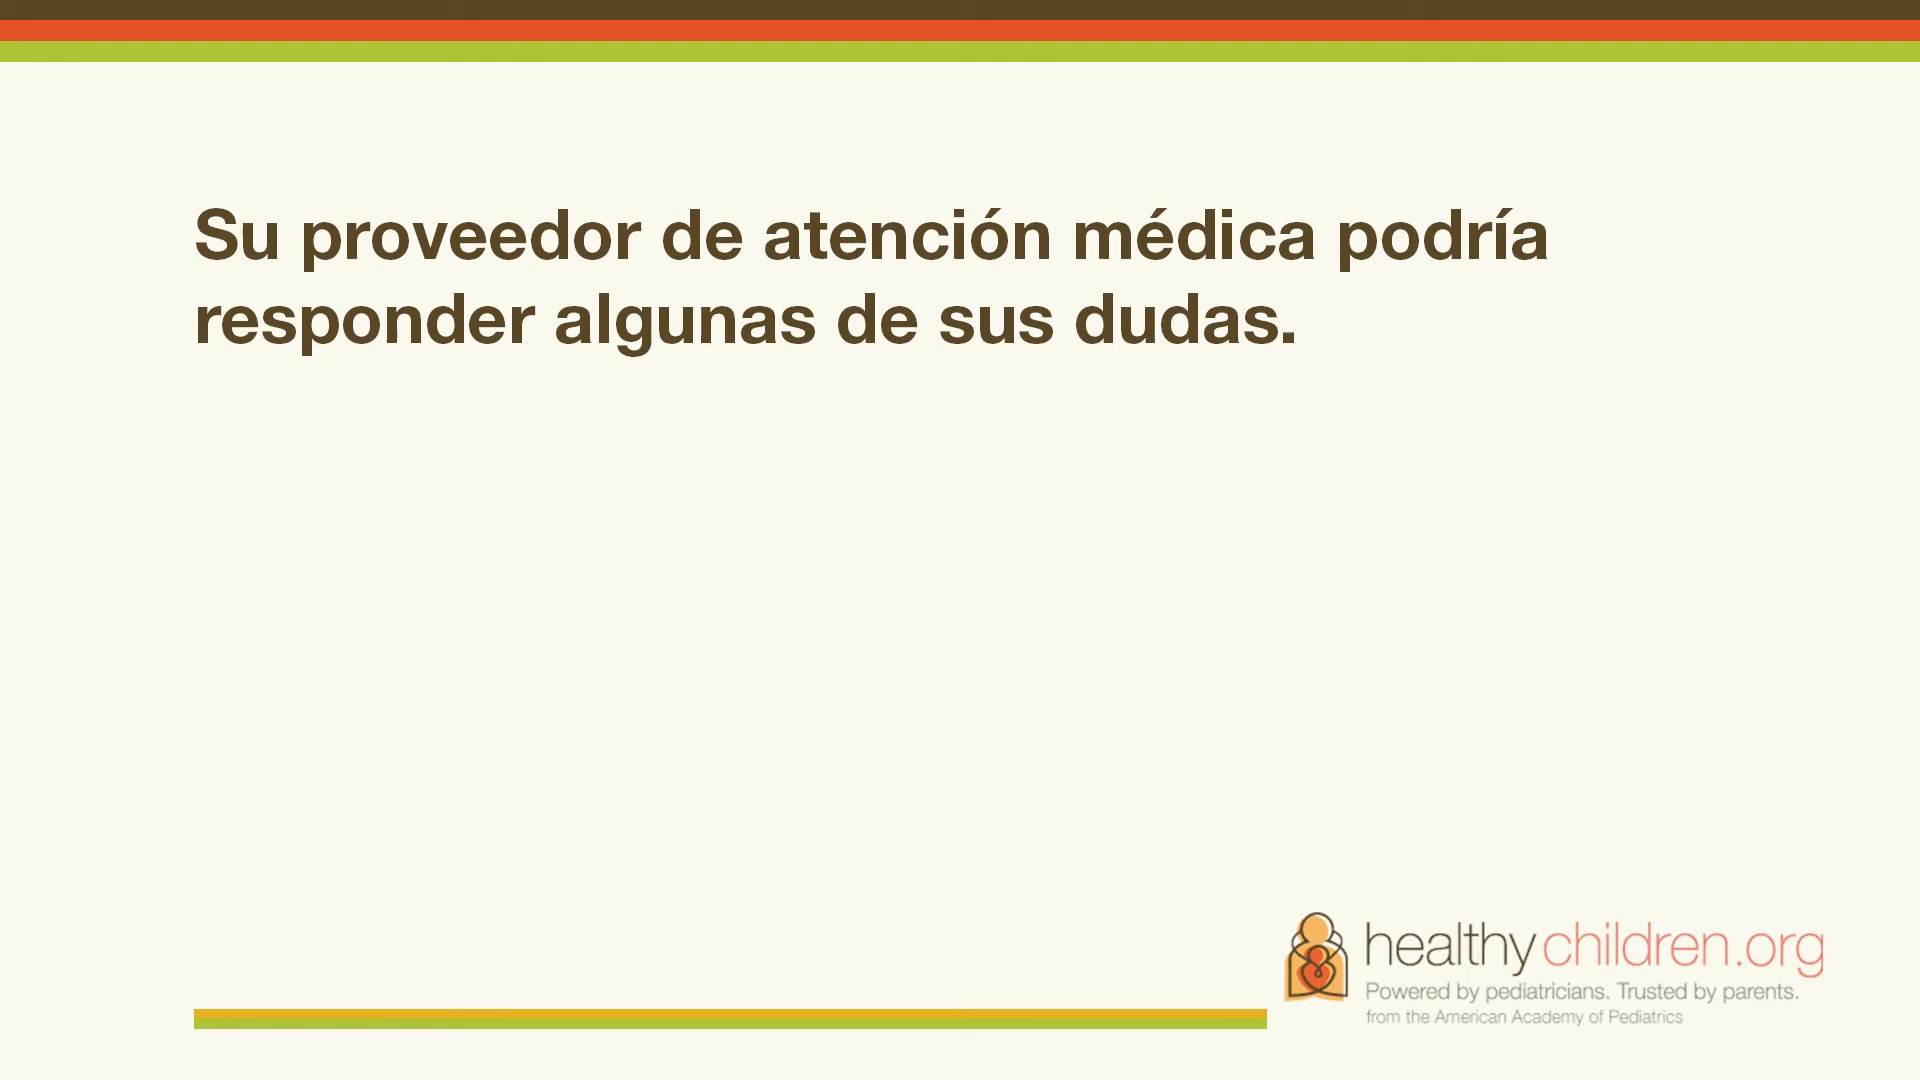 Su proveedor de atención médica podría
responder algunas de sus dudas.
healthychildren.org
Powered by pediatricians. Trusted by parents.
from the American Academy of Pediatrics